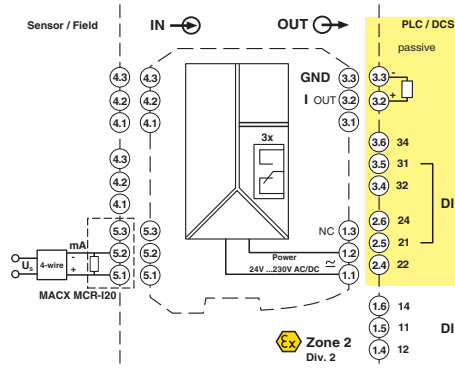 Sensor / Field
IN
OUT
PLC / DCS
passive
4.3
4.3
GND
3.3
3.3
-
4.2
4.2
I OUT
3.2
3.2
+
4.1
4.1
3.1
3x
3.6
34
4.3
3.5
31
4.2
3.4
32
DI
4.1
2.6
24
5.3
5.3
NC
1.3
2.5
21
mA
-
5.2
5.2
Power
1.2
2.4
22
Us
4-wire
+
5.1
5.1
24V ...230V AC/DC
1.1
MACX MCR-I20
1.6
14
Ex
Zone 2
1.5
11
DI
Div. 2
1.4
12